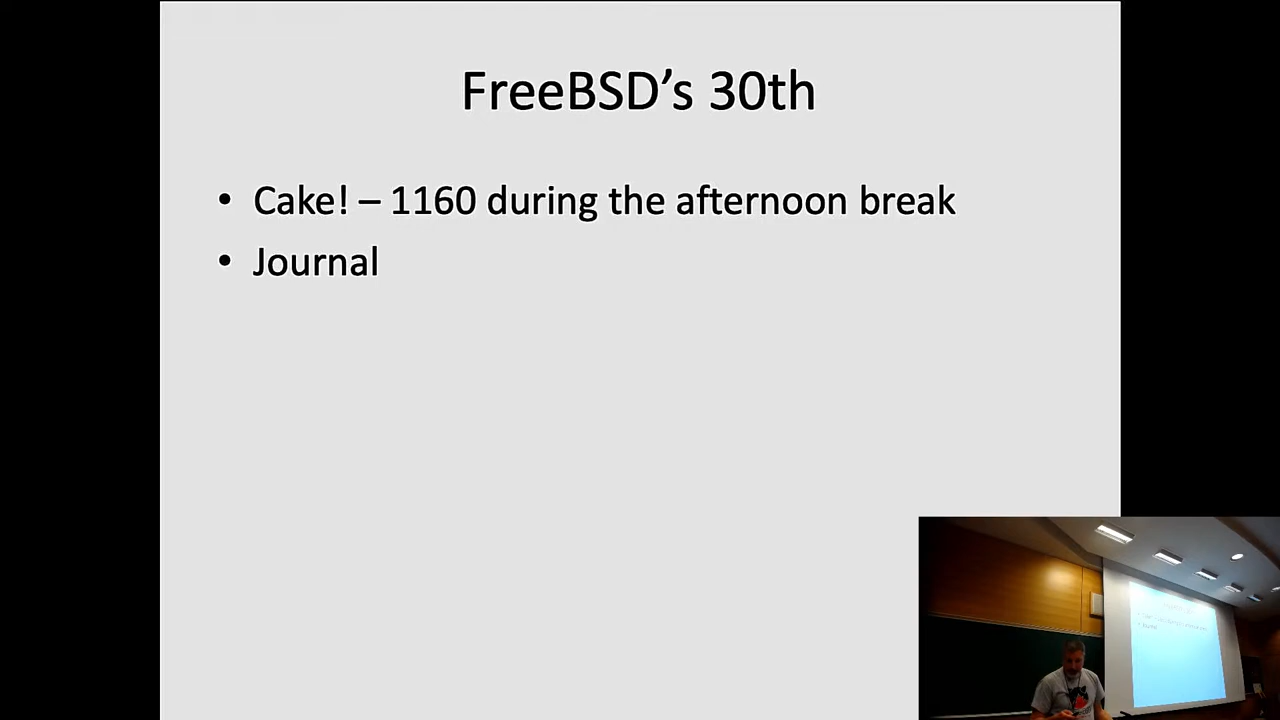 FreeBSD’s 30th
• Cake! – 1160 during the afternoon break
• Journal